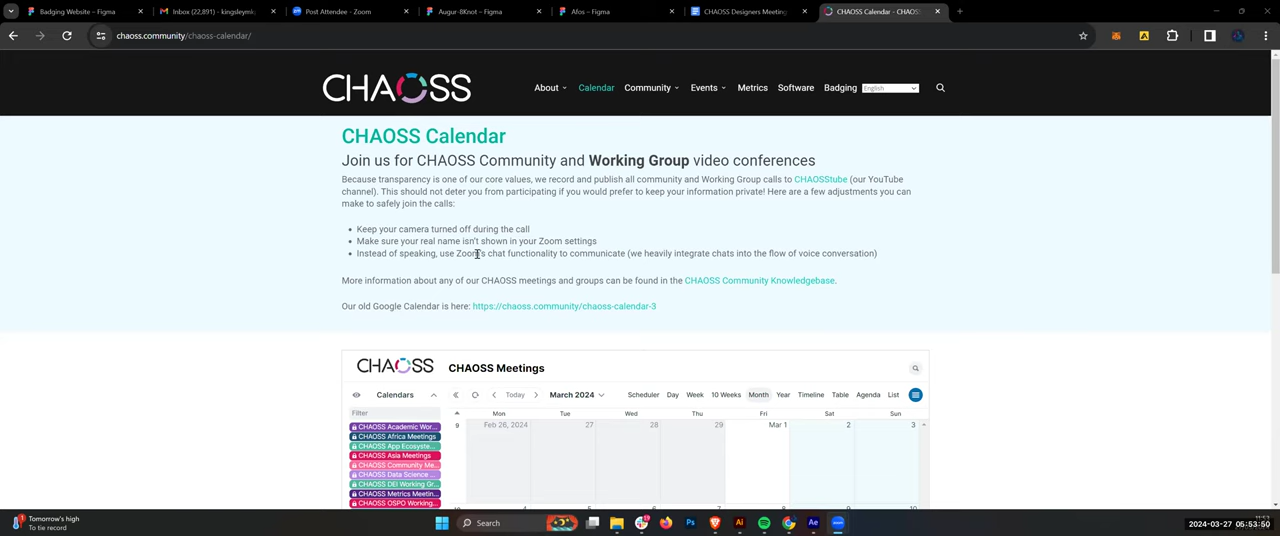 Badging Website – Figma
Inbox (22,891) - kingsleymic
Post Attendee - Zoom
Augur-8Knot – Figma
Afos – Figma
CHAOSS Designers Meeting
CHAOSS Calendar - CHAOSS
chaoss.community/chaoss-calendar/
CHAOSS
About
Calendar
Community
Events
Metrics
Software
Badging
English
CHAOSS Calendar
Join us for CHAOSS Community and Working Group video conferences
Because transparency is one of our core values, we record and publish all community and Working Group calls to CHAOSStube (our YouTube
channel). This should not deter you from participating if you would prefer to keep your information private! Here are a few adjustments you can
make to safely join the calls:
Keep your camera turned off during the call
Make sure your real name isn't shown in your Zoom settings
Instead of speaking, use Zoom's chat functionality to communicate (we heavily integrate chats into the flow of voice conversation)
More information about any of our CHAOSS meetings and groups can be found in the CHAOSS Community Knowledgebase.
Our old Google Calendar is here: https://chaoss.community/chaoss-calendar-3
CHAOSS
CHAOSS Meetings
Calendars
Today
March 2024
Scheduler
Day
Week
10 Weeks
Month
Year
Timeline
Table
Agenda
List
Filter
Mon
Tue
Wed
Thu
Fri
Sat
Sun
9
Feb 26, 2024
27
28
29
Mar 1
2
3
CHAOSS Academic Wor...
CHAOSS Africa Meetings
CHAOSS App Ecosyste...
CHAOSS Asia Meetings
CHAOSS Community Me...
CHAOSS Data Science ...
CHAOSS DEI Working Gr...
CHAOSS Metrics Meetin...
CHAOSS OSPO Working...
Tomorrow's high
To tie record
Search
2024-03-27 05:53:50